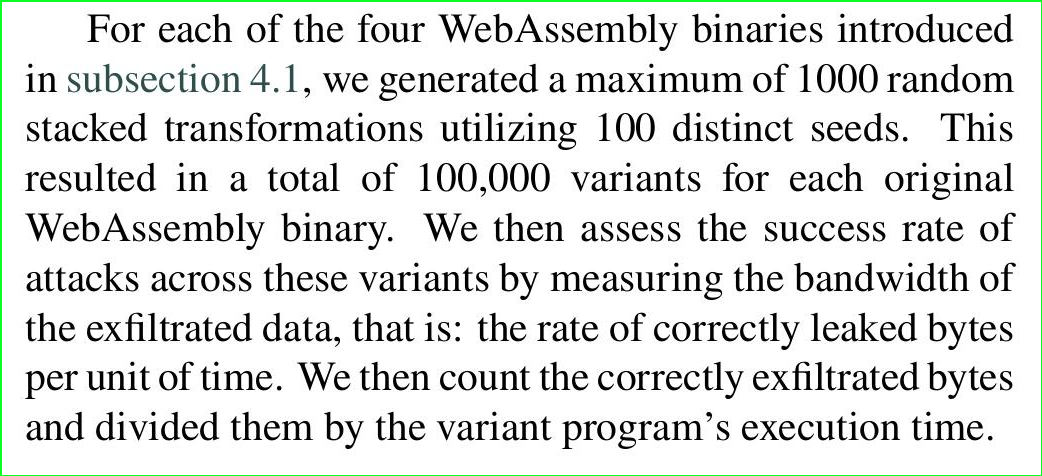 For each of the four WebAssembly binaries introduced
in subsection 4.1, we generated a maximum of 1000 random
stacked transformations utilizing 100 distinct seeds. This
resulted in a total of 100,000 variants for each original
WebAssembly binary. We then assess the success rate of
attacks across these variants by measuring the bandwidth of
the exfiltrated data, that is: the rate of correctly leaked bytes
per unit of time. We then count the correctly exfiltrated bytes
and divided them by the variant program’s execution time.